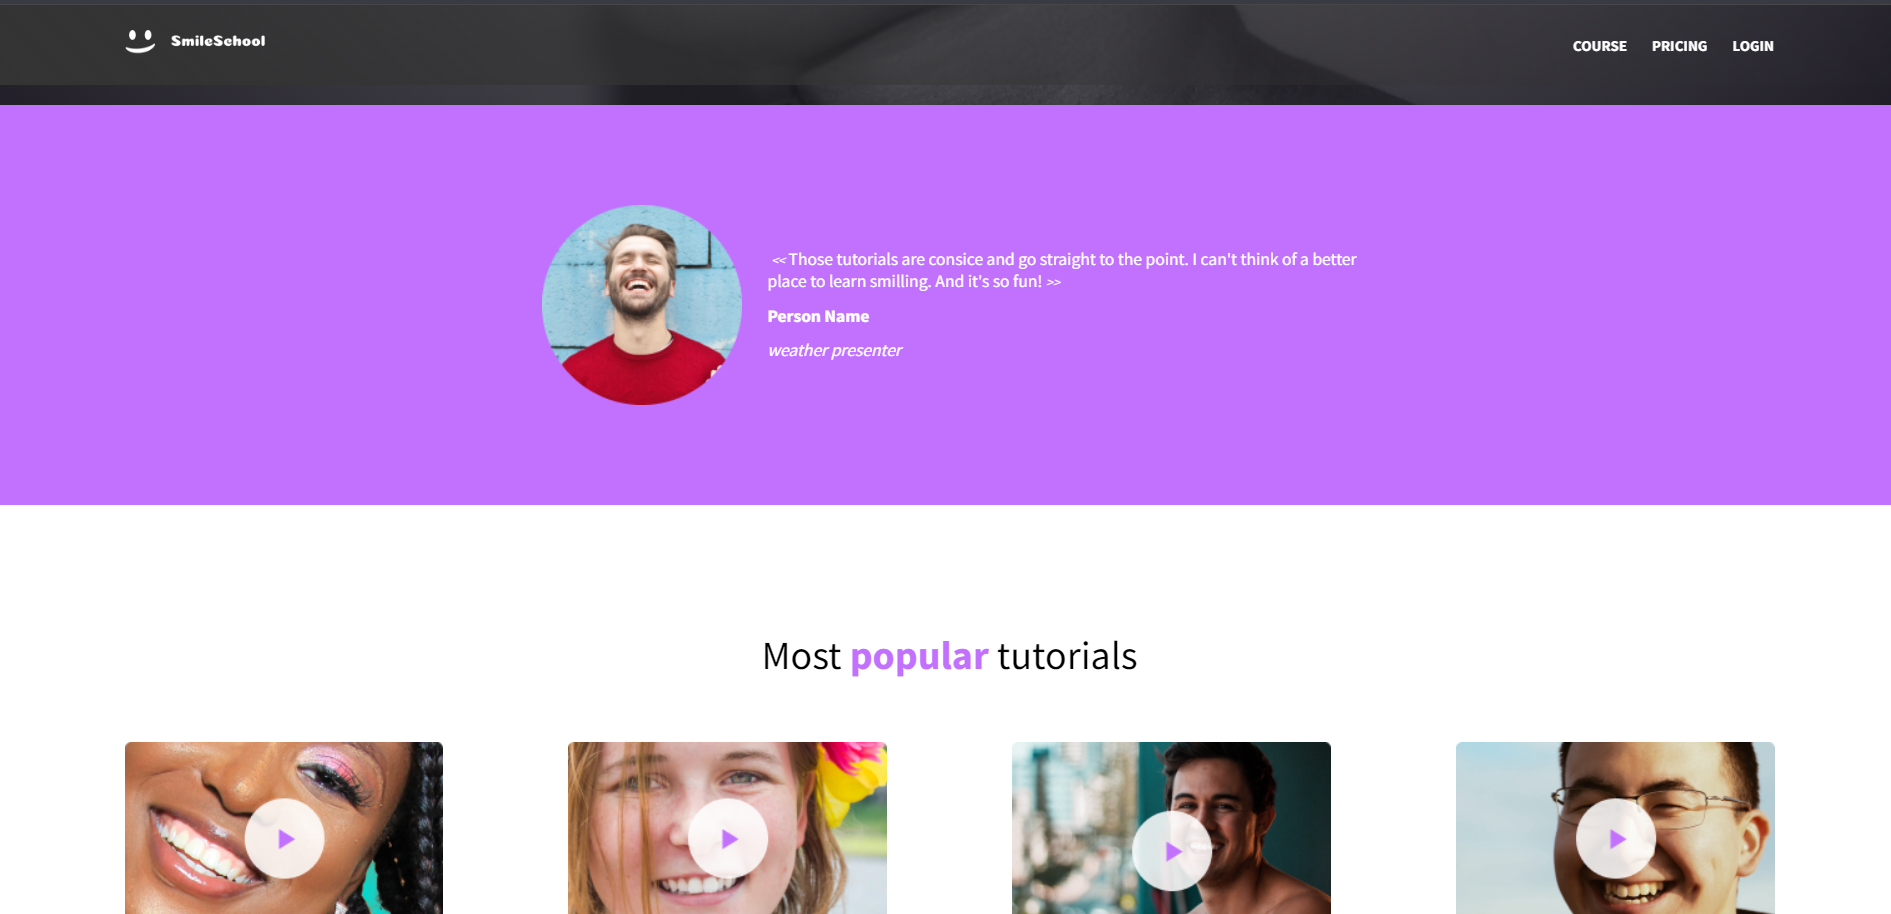 SmileSchool
COURSE PRICING LOGIN
<< Those tutorials are consice and go straight to the point. I can't think of a better
place to learn smilling. And it's so fun! >>
Person Name
weather presenter
Most popular tutorials